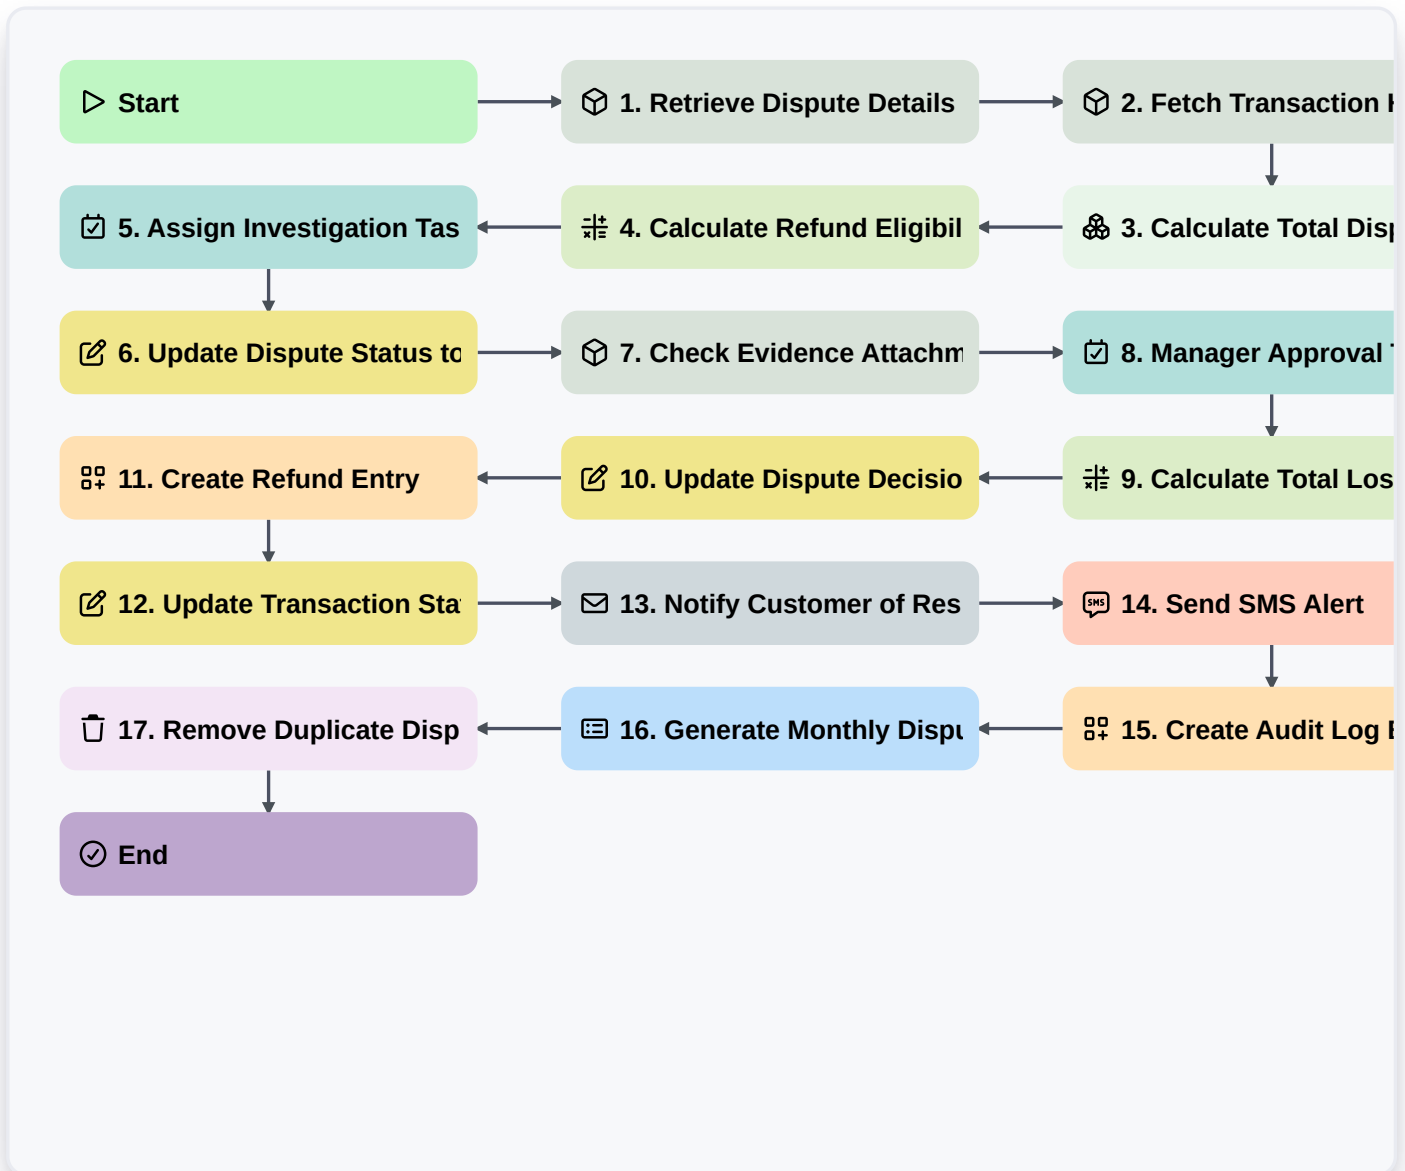 Start
1. Retrieve Dispute Details
2. Fetch Transaction
5. Assign Investigation Tas
4. Calculate Refund Eligibil
3. Calculate Total Disp
6. Update Dispute Status to
7. Check Evidence Attachm
8. Manager Approval
11. Create Refund Entry
10. Update Dispute Decisio
9. Calculate Total Los
12. Update Transaction Stat
13. Notify Customer of Res
14. Send SMS Alert
17. Remove Duplicate Disp
16. Generate Monthly Dispu
15. Create Audit Log
End